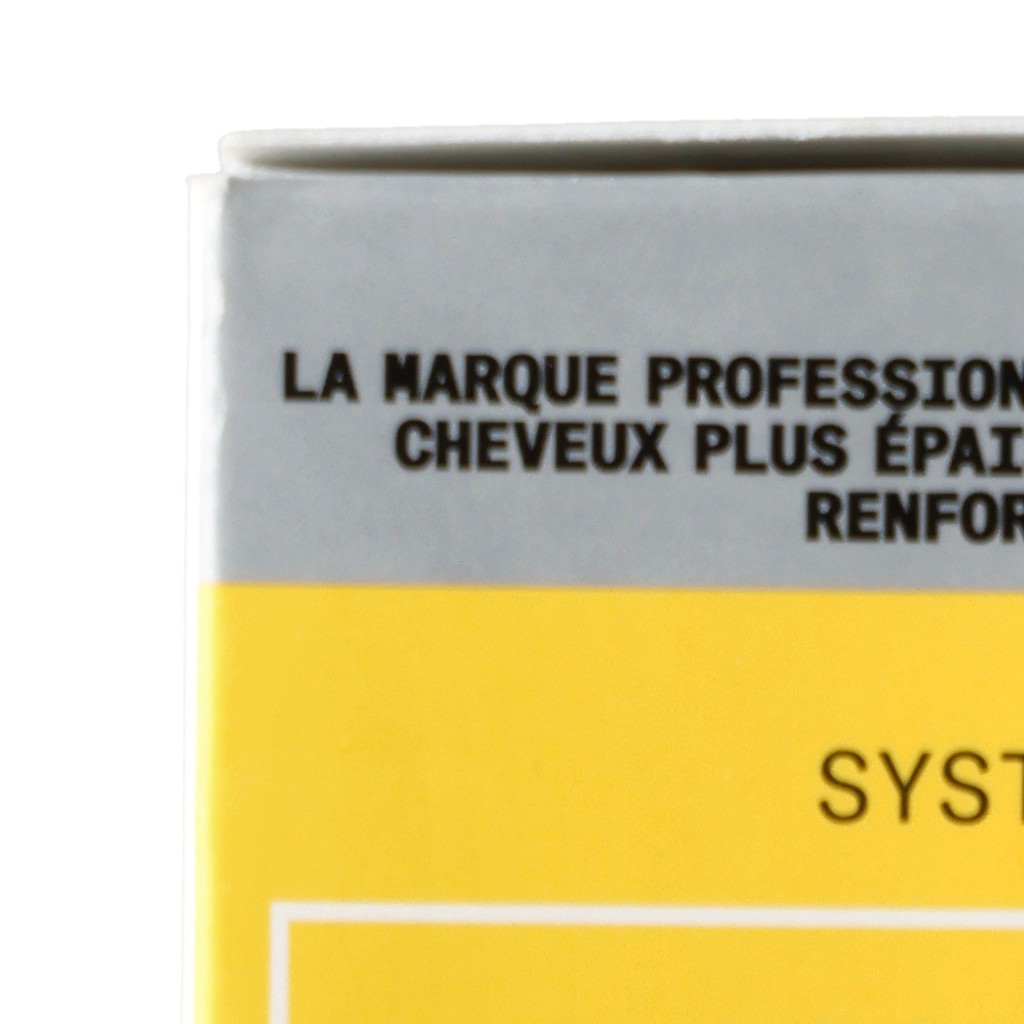 LA MARQUE PROFESSION
CHEVEUX PLUS ÉPAI
RENFOR
SYST